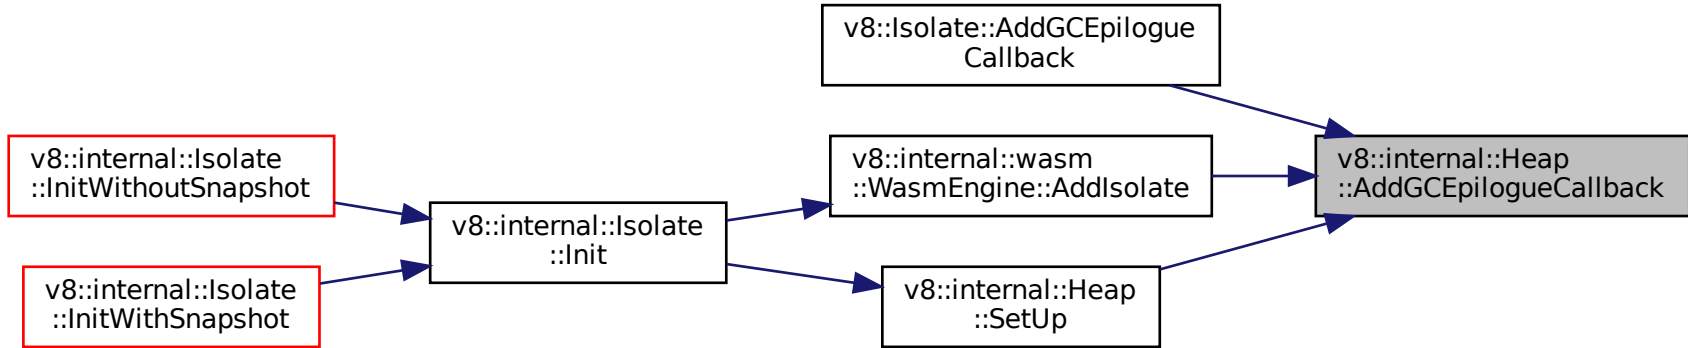 v8::Isolate::AddGCEpilogue
Callback
v8::internal::Isolate
::InitWithoutSnapshot
v8::internal::wasm
::WasmEngine::AddIsolate
v8::internal::Heap
::AddGCEpilogueCallback
v8::internal::Isolate
::Init
v8::internal::Isolate
::InitWithSnapshot
v8::internal::Heap
::SetUp